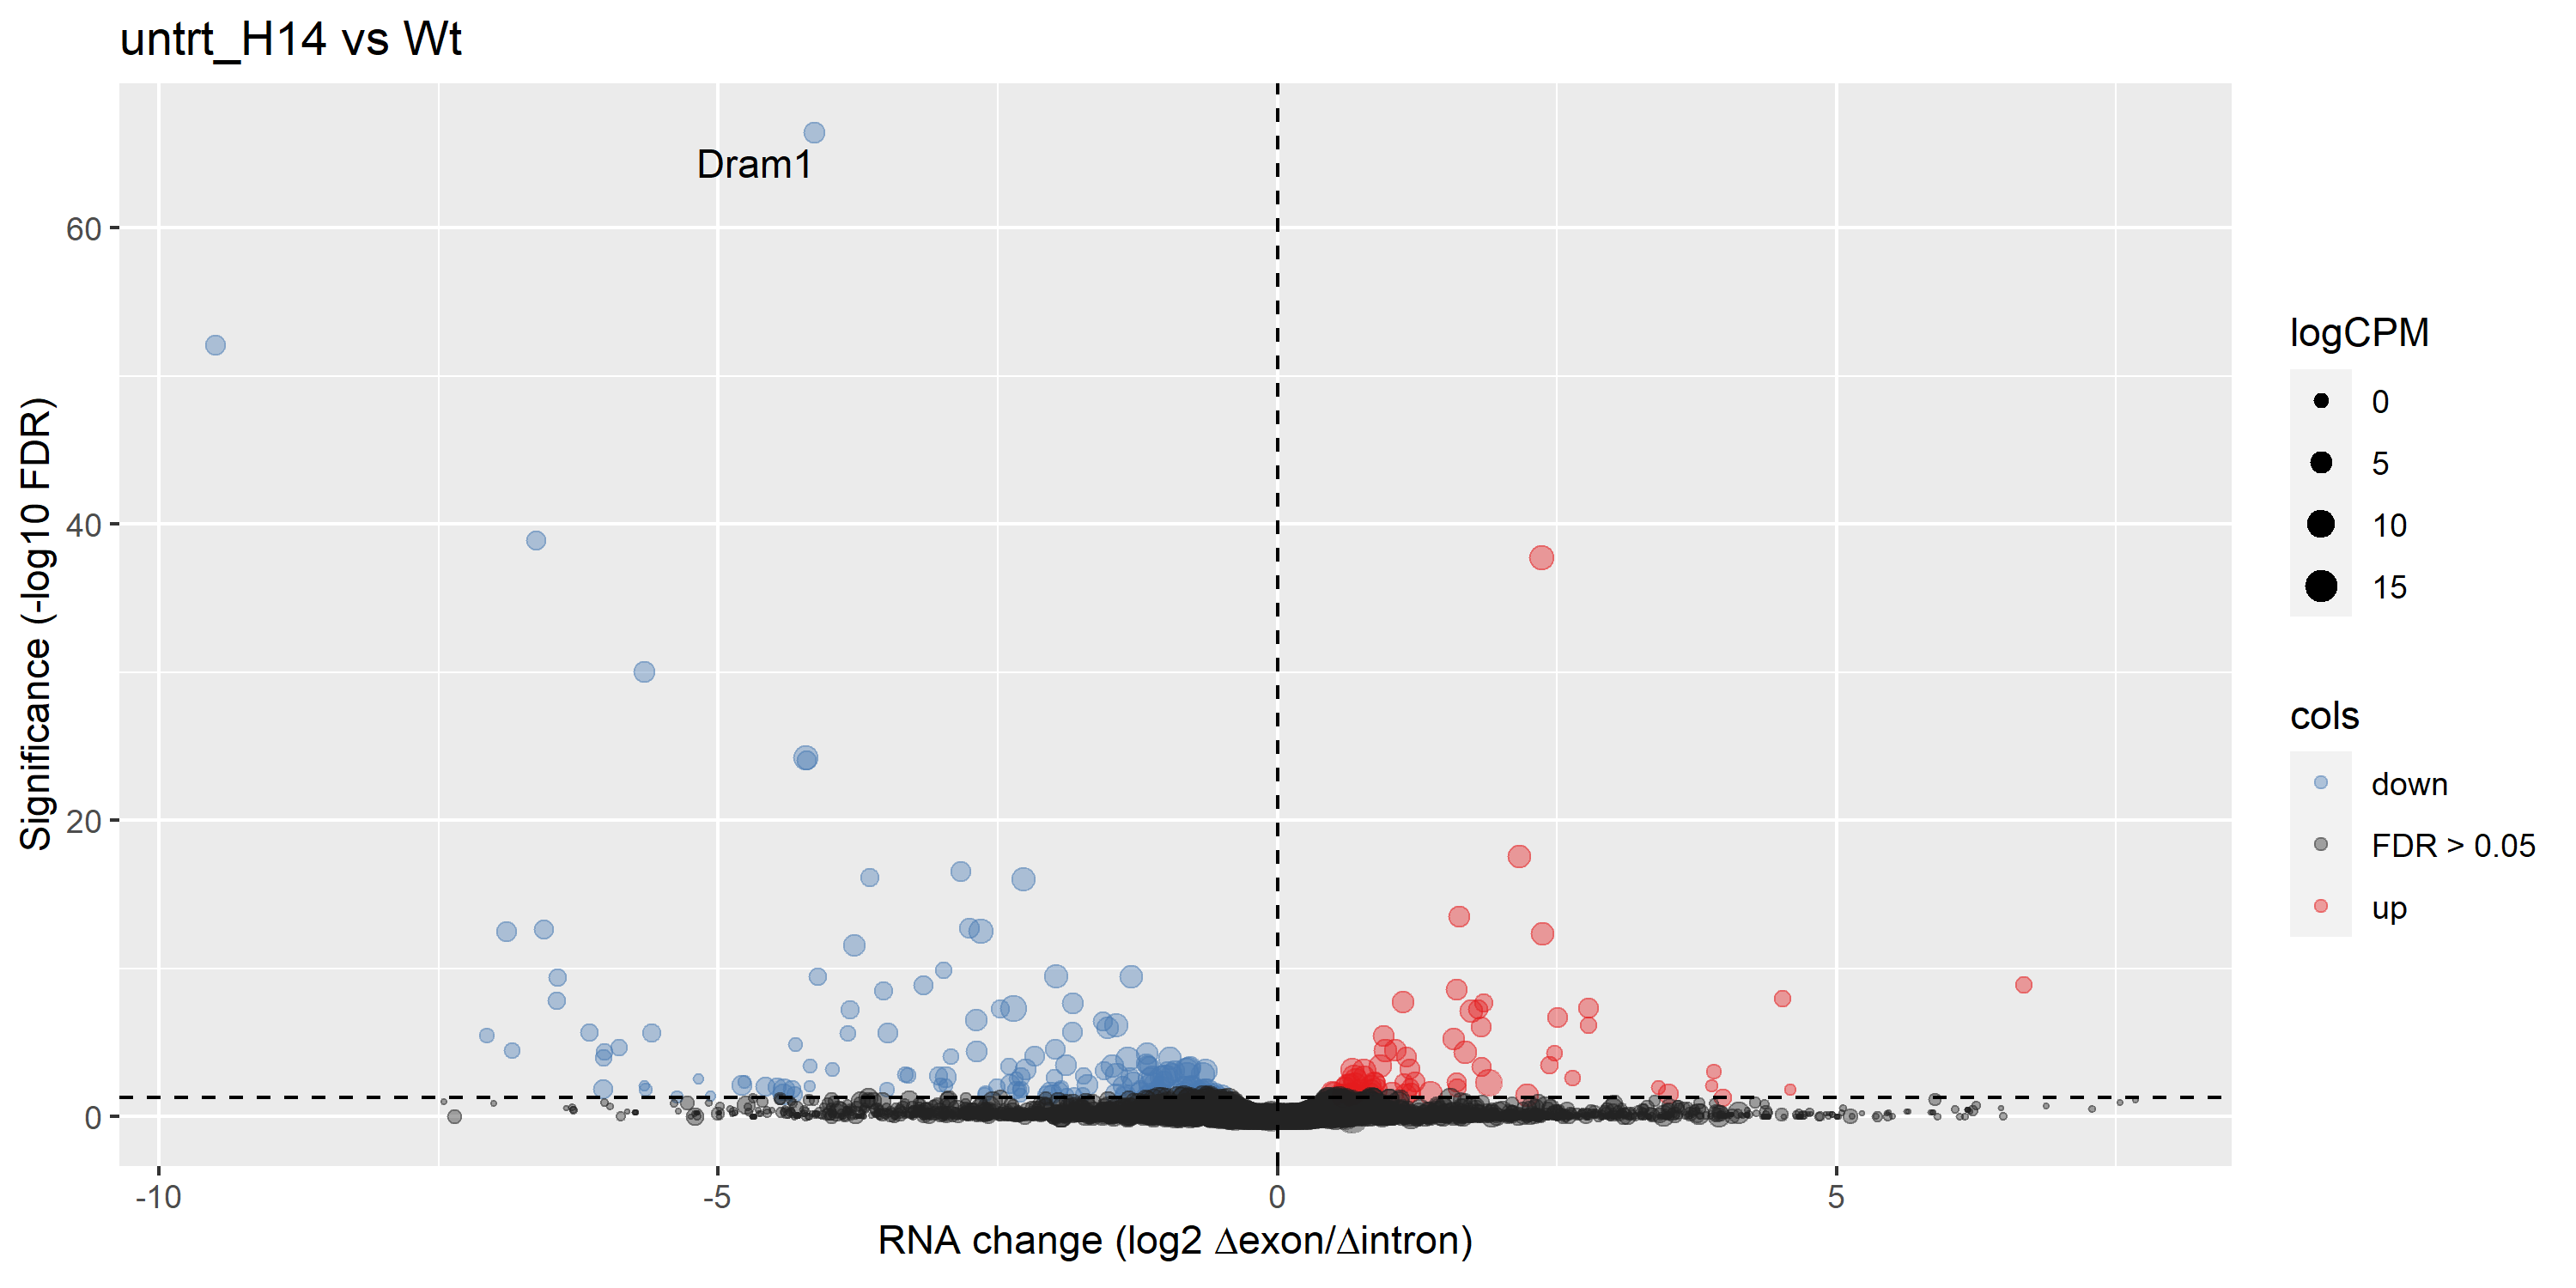 untrt_H14 vs Wt
Dram1
Significance (-log10 FDR)
60
40
20
0
-10
-5
0
5
RNA change (log2 Δexon/Δintron)
logCPM
0
5
10
15
cols
down
FDR > 0.05
up